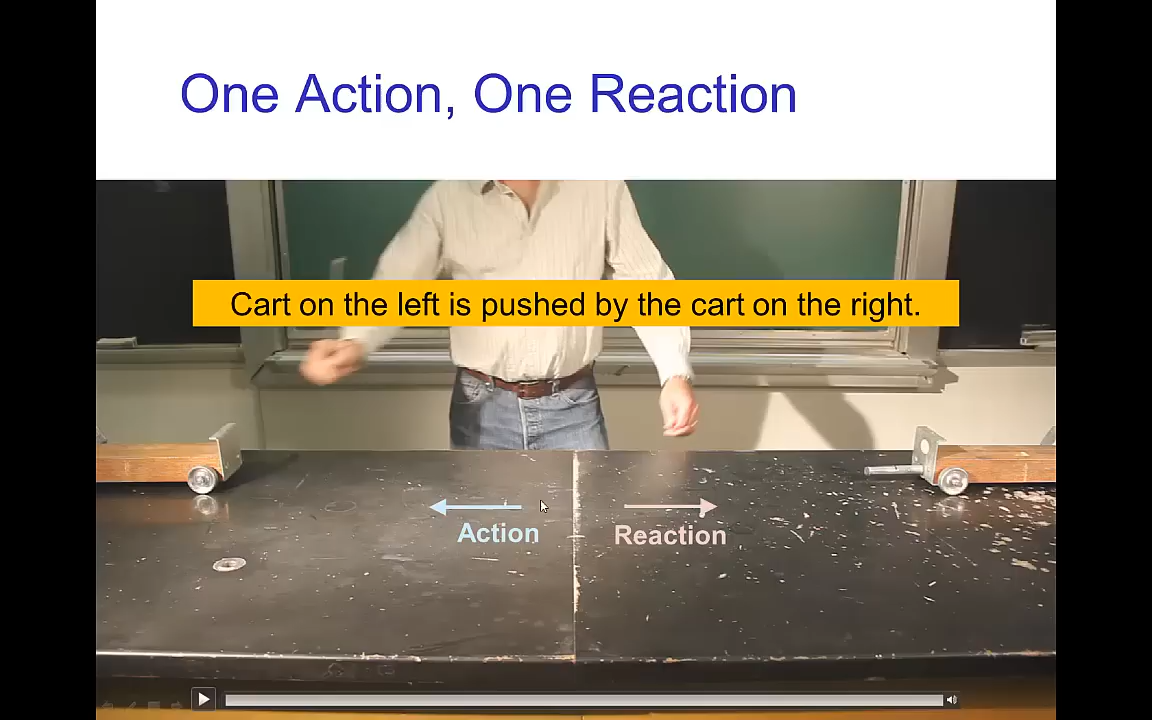 One Action, One Reaction
Cart on the left is pushed by the cart on the right.
Action
Reaction